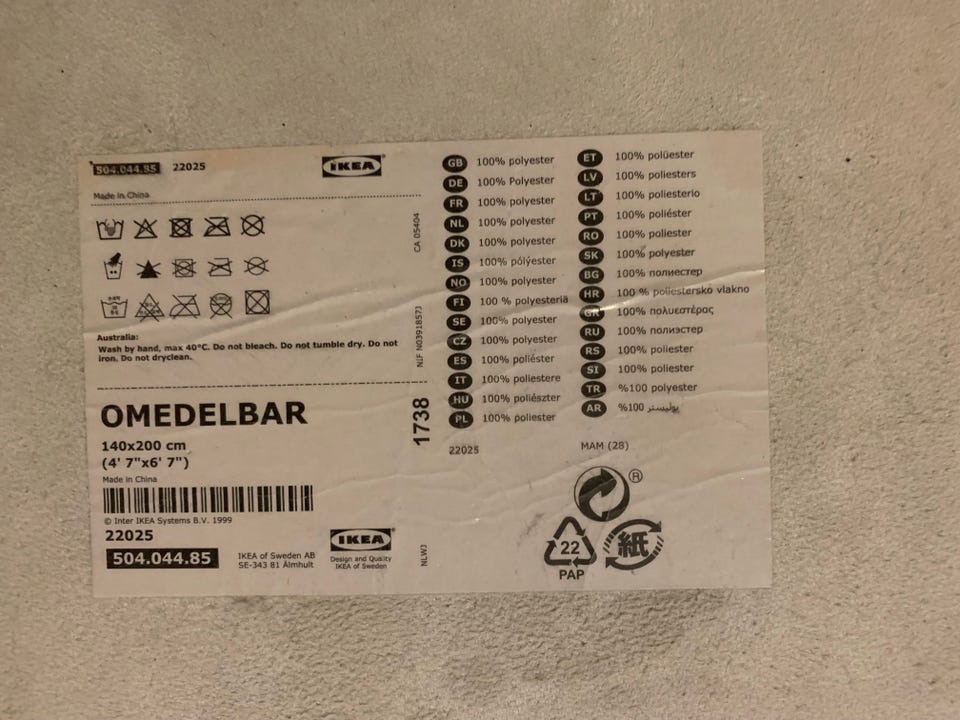 504.044.85 22025
IKEA
Made in China
Australia:
Wash by hand, max 40°C. Do not bleach. Do not tumble dry. Do not
iron. Do not dryclean.
OMEDELBAR
140x200 cm
(4' 7"x6' 7")
Made in China
© Inter IKEA Systems B.V. 1999
22025
504.044.85
IKEA of Sweden AB
SE-343 81 Älmhult
IKEA
Design and Quality
IKEA of Sweden
CA 05404
NIF N0391857J
1738
NLWJ
GB 100% polyester
DE 100% Polyester
FR 100% polyester
NL 100% polyester
DK 100% polyester
IS 100% pólýester
NO 100% polyester
FI 100 % polyesteriä
SE 100% polyester
CZ 100% polyester
ES 100% poliéster
IT 100% poliestere
HU 100% poliészter
PL 100% poliester
22025
ET 100% polüester
LV 100% poliesters
LT 100% poliesterio
PT 100% poliéster
RO 100% poliester
SK 100% polyester
BG 100% полиестер
HR 100 % poliestersko vlakno
GR 100% πολυεστέρας
RU 100% полиэстер
RS 100% poliester
SI 100% poliester
TR %100 polyester
AR %100 بوليستر
MAM (28)
®
22
PAP
紙